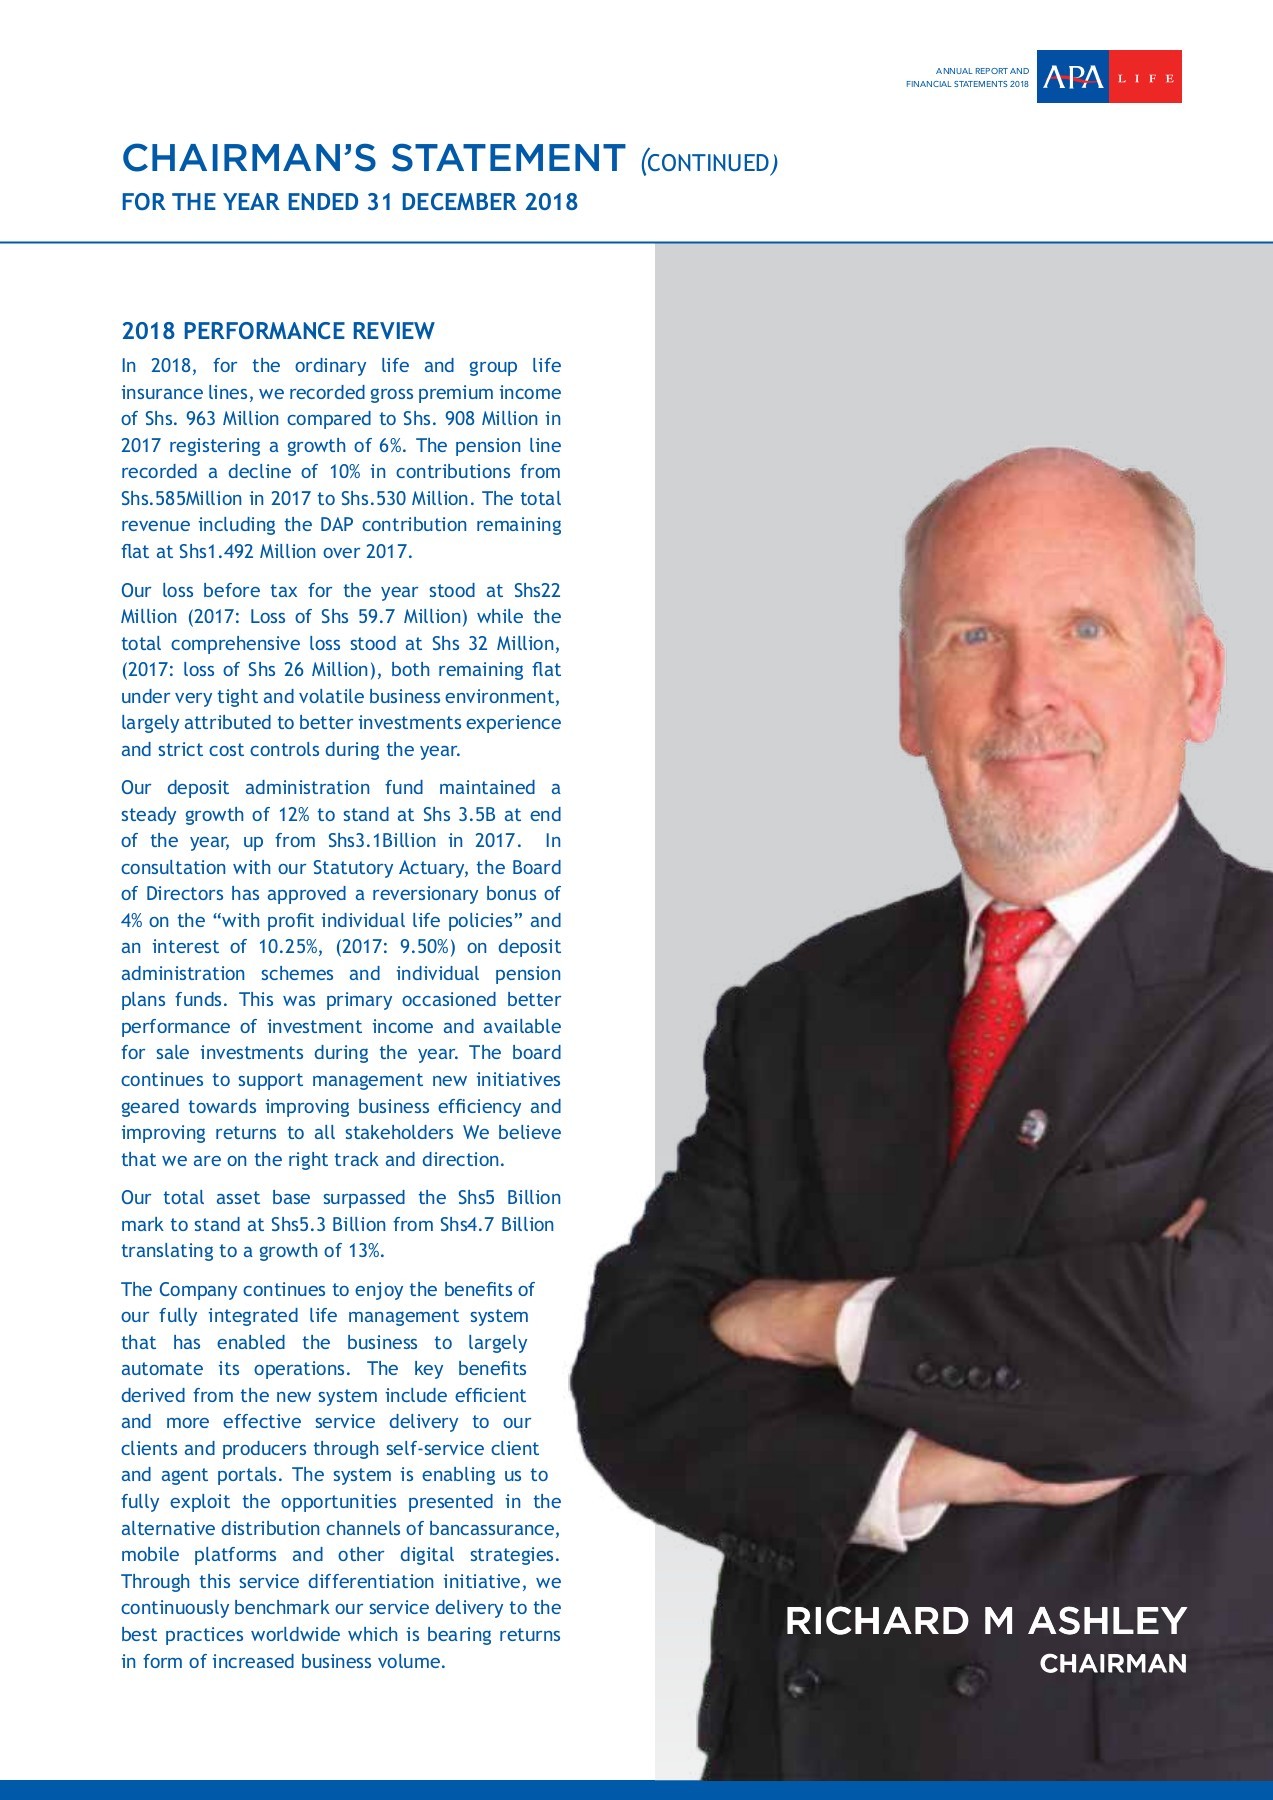 ANNUAL REPORT AND
FINANCIAL STATEMENTS 2018
APA LIFE
CHAIRMAN'S STATEMENT (CONTINUED)
FOR THE YEAR ENDED 31 DECEMBER 2018
2018 PERFORMANCE REVIEW
In 2018, for the ordinary life and group life
insurance lines, we recorded gross premium income
of Shs. 963 Million compared to Shs. 908 Million in
2017 registering a growth of 6%. The pension line
recorded a decline of 10% in contributions from
Shs.585Million in 2017 to Shs.530 Million. The total
revenue including the DAP contribution remaining
flat at Shs1.492 Million over 2017.
Our loss before tax for the year stood at Shs22
Million (2017: Loss of Shs 59.7 Million) while the
total comprehensive loss stood at Shs 32 Million,
(2017: loss of Shs 26 Million), both remaining flat
under very tight and volatile business environment,
largely attributed to better investments experience
and strict cost controls during the year.
Our deposit administration fund maintained a
steady growth of 12% to stand at Shs 3.5B at end
of the year, up from Shs3.1Billion in 2017. In
consultation with our Statutory Actuary, the Board
of Directors has approved a reversionary bonus of
4% on the “with profit individual life policies” and
an interest of 10.25%, (2017: 9.50%) on deposit
administration schemes and individual pension
plans funds. This was primary occasioned better
performance of investment income and available
for sale investments during the year. The board
continues to support management new initiatives
geared towards improving business efficiency and
improving returns to all stakeholders We believe
that we are on the right track and direction.
Our total asset base surpassed the Shs5 Billion
mark to stand at Shs5.3 Billion from Shs4.7 Billion
translating to a growth of 13%.
The Company continues to enjoy the benefits of
our fully integrated life management system
that has enabled the business to largely
automate its operations. The key benefits
derived from the new system include efficient
and more effective service delivery to our
clients and producers through self-service client
and agent portals. The system is enabling us to
fully exploit the opportunities presented in the
alternative distribution channels of bancassurance,
mobile platforms and other digital strategies.
Through this service differentiation initiative, we
continuously benchmark our service delivery to the
best practices worldwide which is bearing returns
in form of increased business volume.
RICHARD M ASHLEY
CHAIRMAN